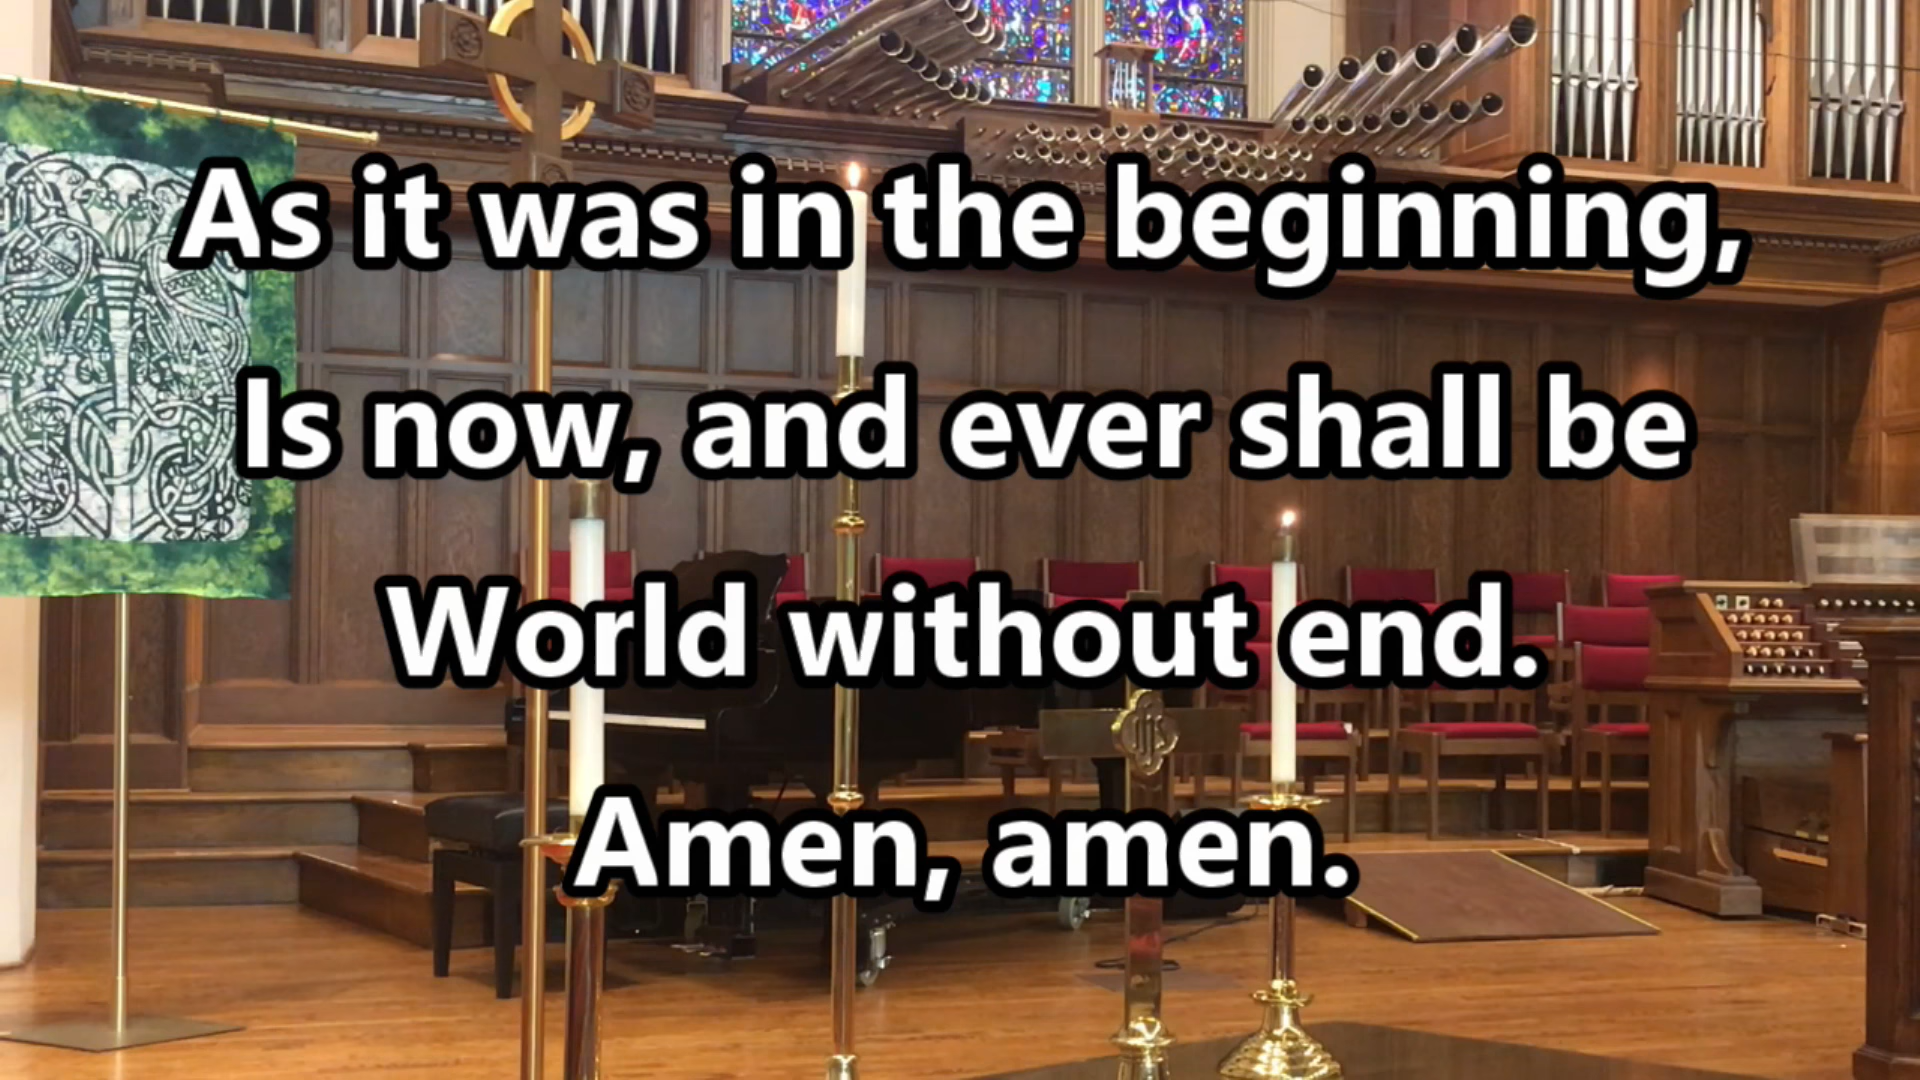 As it was in the beginning,
Is now, and ever shall be
World without end.
Amen, amen.